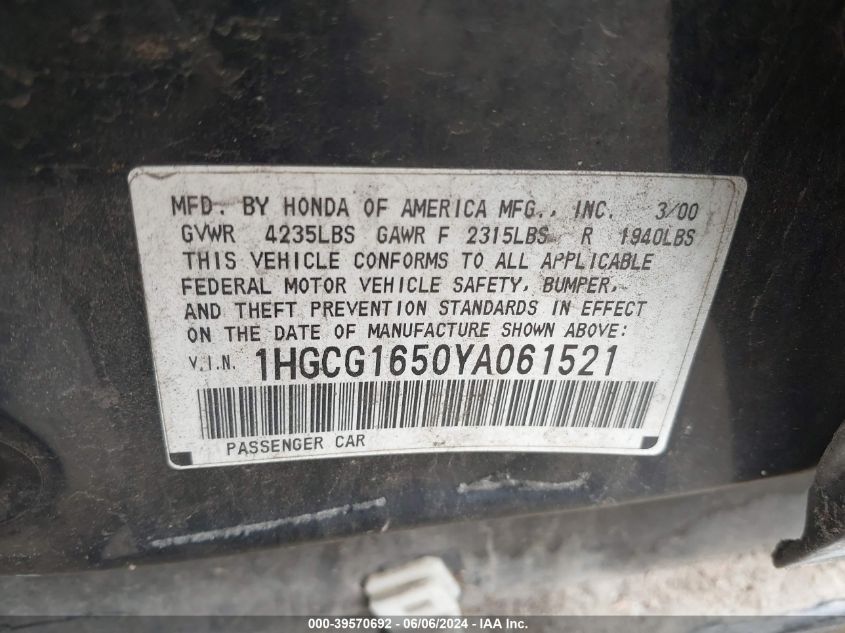 MFD. BY HONDA OF AMERICA MFG., INC. 3/00
GVWR 4235LBS GAWR F 2315LBS R 1940LBS
THIS VEHICLE CONFORMS TO ALL APPLICABLE
FEDERAL MOTOR VEHICLE SAFETY, BUMPER,
AND THEFT PREVENTION STANDARDS IN EFFECT
ON THE DATE OF MANUFACTURE SHOWN ABOVE:
V.I.N. 1HGCG1650YA061521
PASSENGER CAR
000-39570692 - 06/06/2024 - IAA Inc.